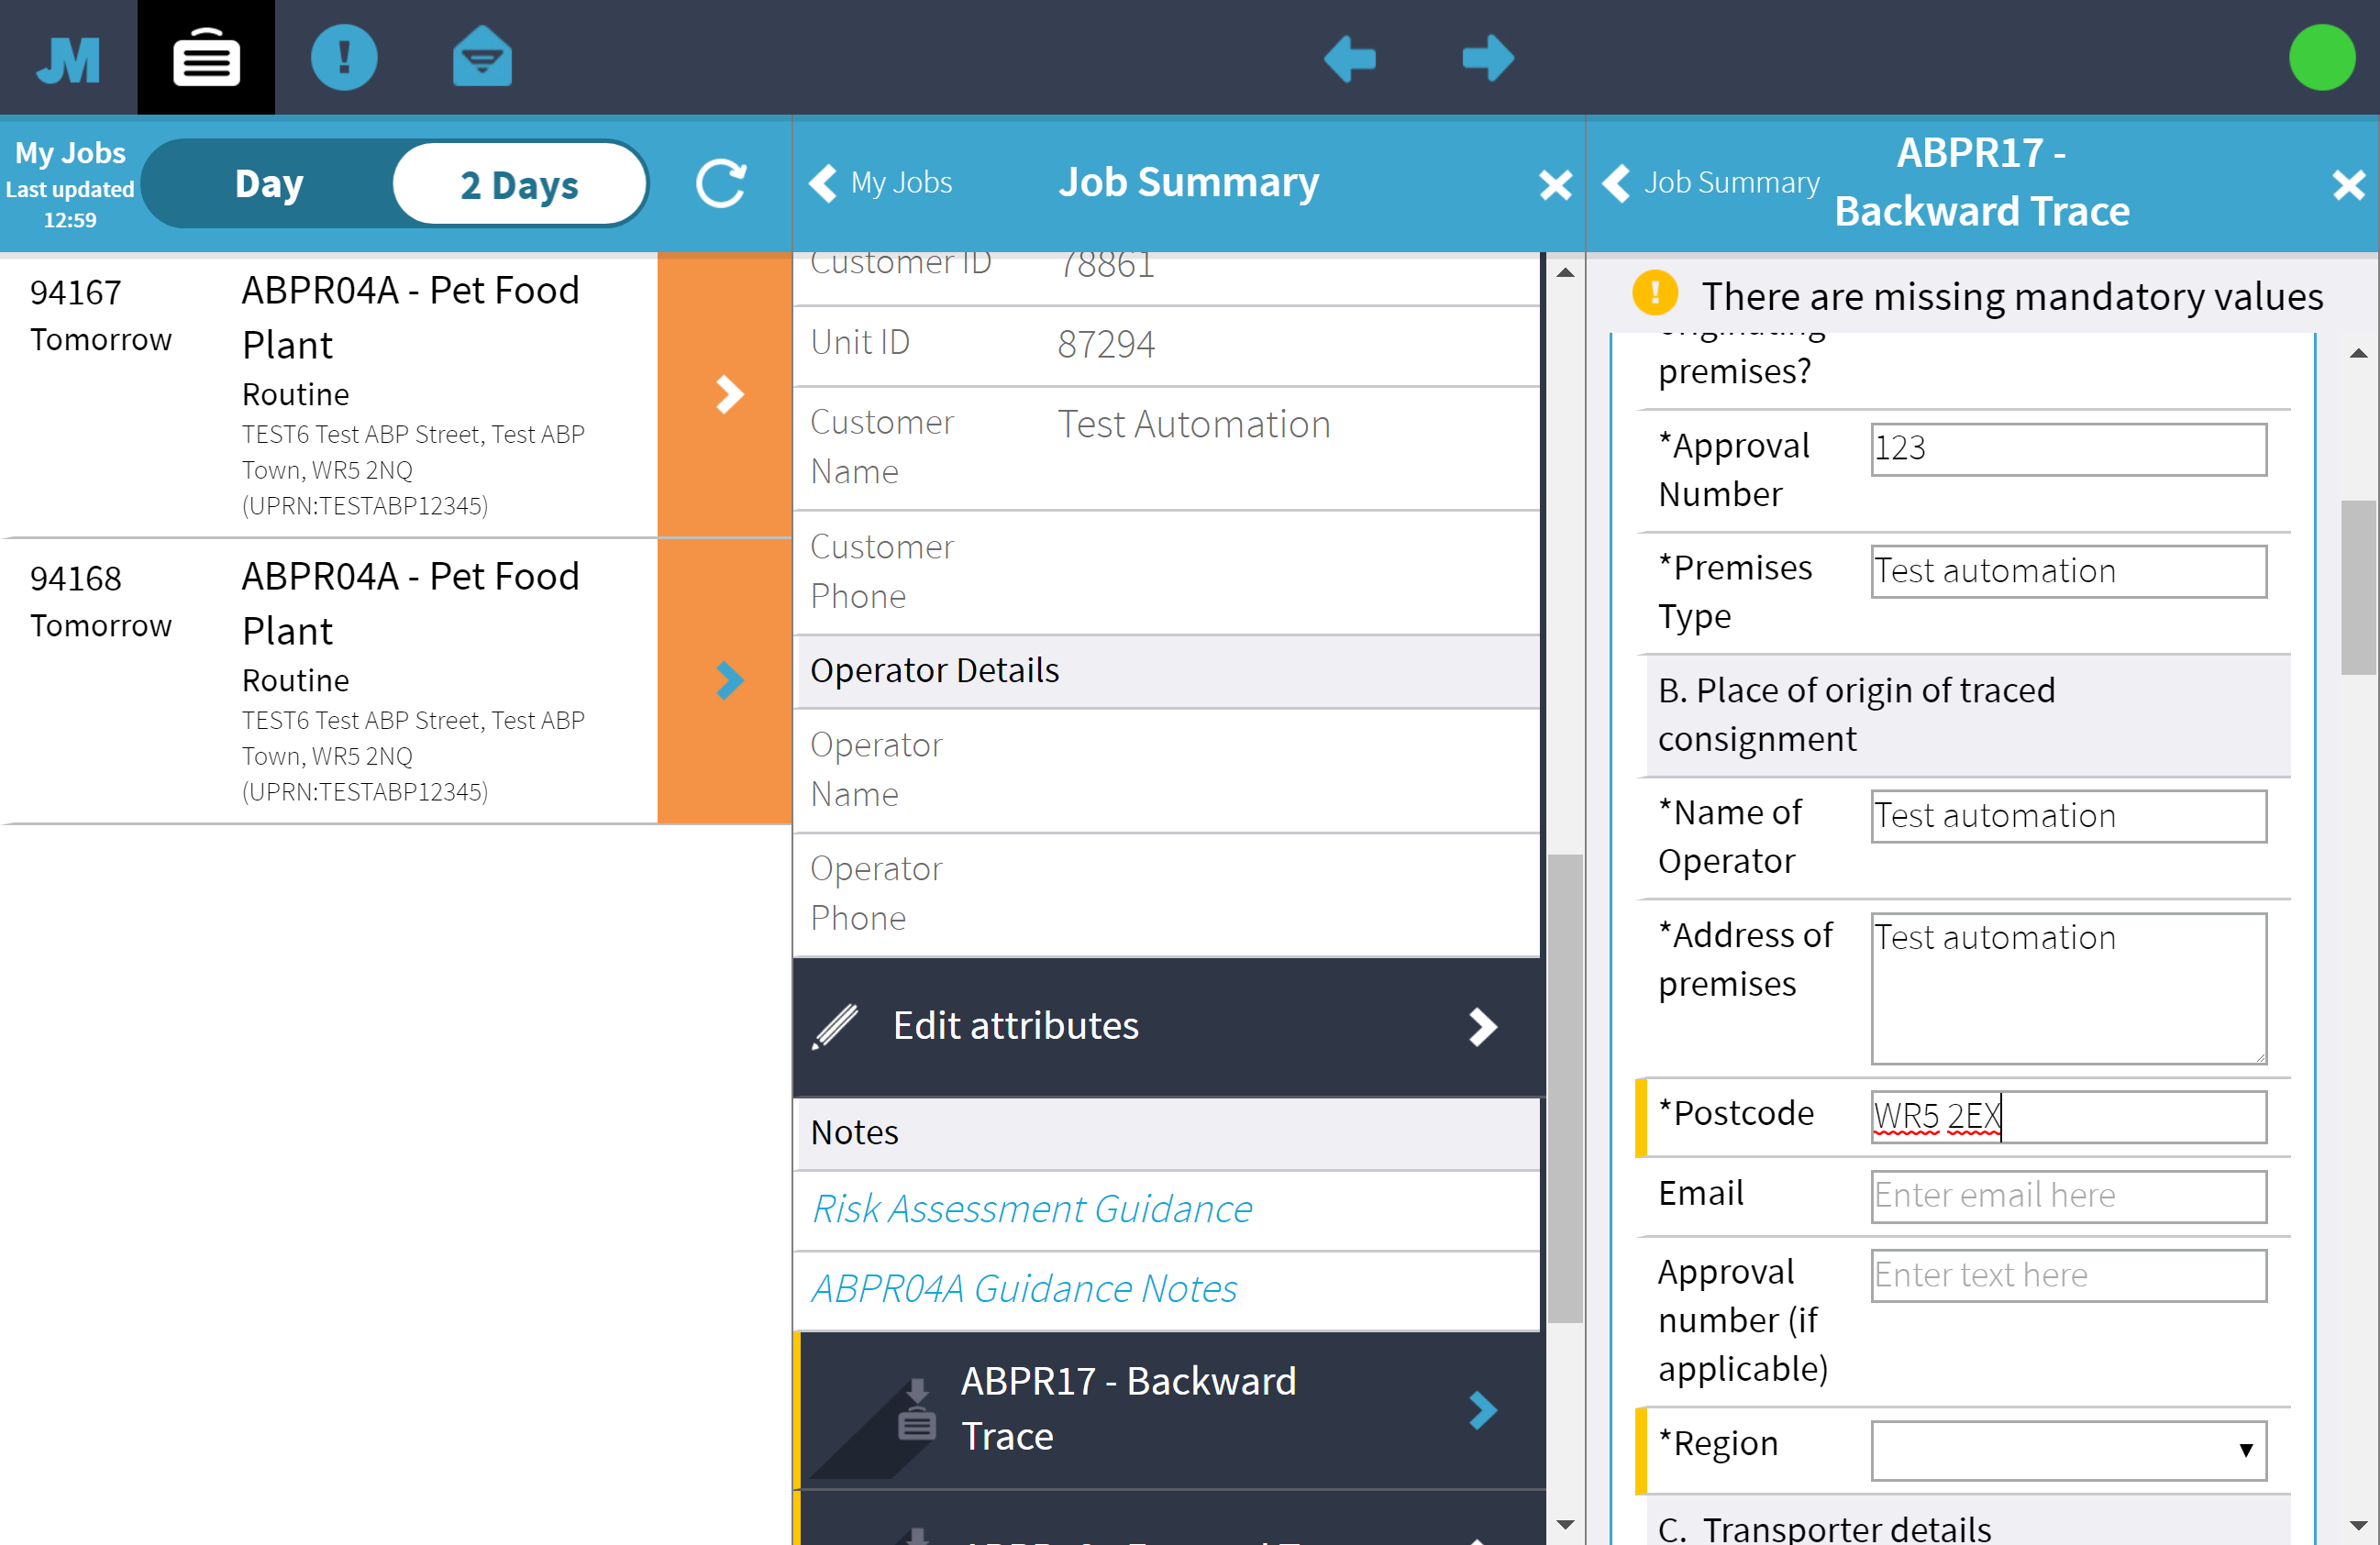 JM
My Jobs
Last updated
12:59
Day
2 Days
My Jobs
Job Summary
Job Summary
ABPR17 -
Backward Trace
94167
Tomorrow
ABPR04A - Pet Food
Plant
Routine
TEST6 Test ABP Street, Test ABP
Town, WR5 2NQ
(UPRN:TESTABP12345)
94168
Tomorrow
ABPR04A - Pet Food
Plant
Routine
TEST6 Test ABP Street, Test ABP
Town, WR5 2NQ
(UPRN:TESTABP12345)
Customer ID 78861
Unit ID 87294
Customer
Name
Test Automation
Customer
Phone
Operator Details
Operator
Name
Operator
Phone
Edit attributes
Notes
Risk Assessment Guidance
ABPR04A Guidance Notes
ABPR17 - Backward
Trace
There are missing mandatory values
originating
premises?
*Approval
Number
123
*Premises
Type
Test automation
B. Place of origin of traced
consignment
*Name of
Operator
Test automation
*Address of
premises
Test automation
*Postcode WR5 2EX
Email Enter email here
Approval
number (if
applicable)
Enter text here
*Region
C. Transporter details